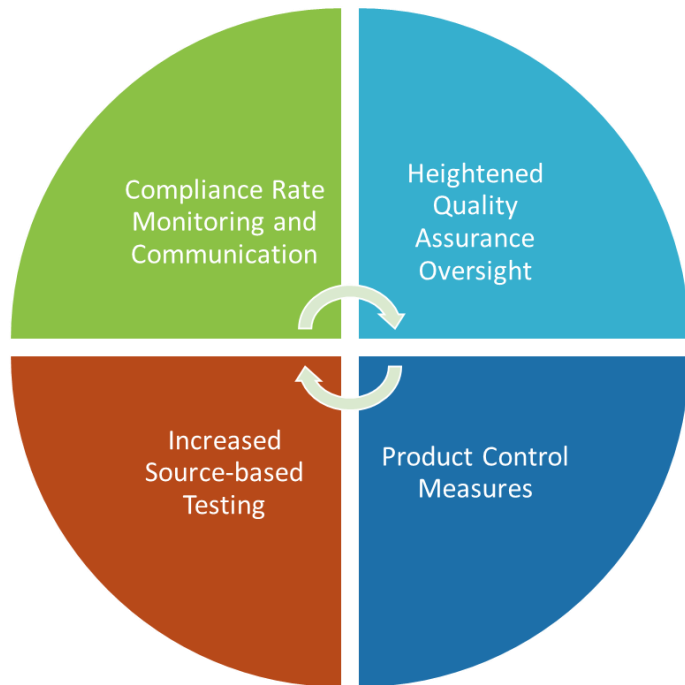 Compliance Rate
Monitoring and
Communication
Heightened
Quality
Assurance
Oversight
Increased
Source-based
Testing
Product Control
Measures